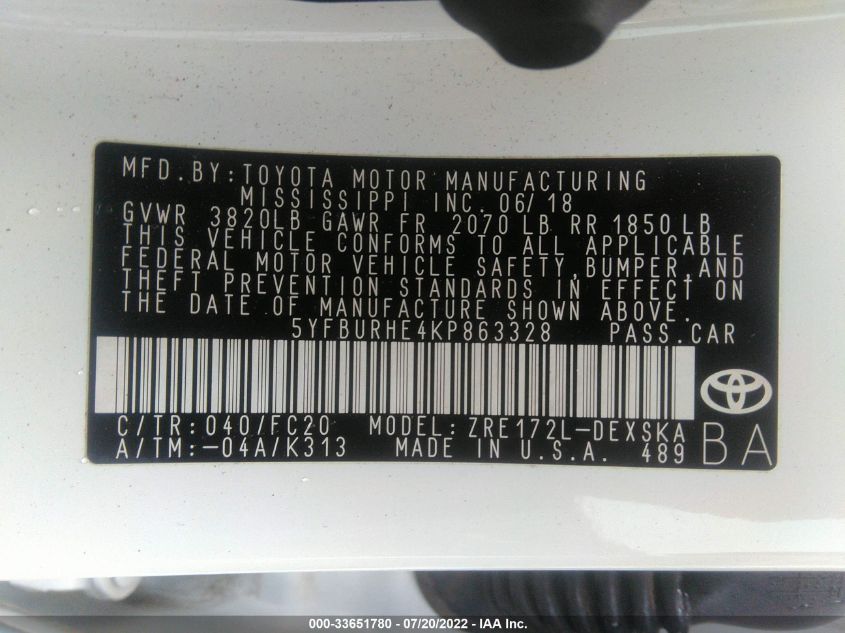 MFD.BY:TOYOTA MOTOR MANUFACTURING
MISSISSIPPI INC. 06/18
GVWR 3820LB GAWR FR 2070 LB RR 1850 LB
THIS VEHICLE CONFORMS TO ALL APPLICABLE
FEDERAL MOTOR VEHICLE SAFETY,BUMPER,AND
THEFT PREVENTION STANDARDS IN EFFECT ON
THE DATE OF MANUFACTURE SHOWN ABOVE.
5YFBURHE4KP863328 PASS.CAR
C/TR:040/FC20 MODEL:ZRE172L-DEXSKA
A/TM:-04A/K313 MADE IN U.S.A. 489 BA
000-33651780 - 07/20/2022 - IAA Inc.